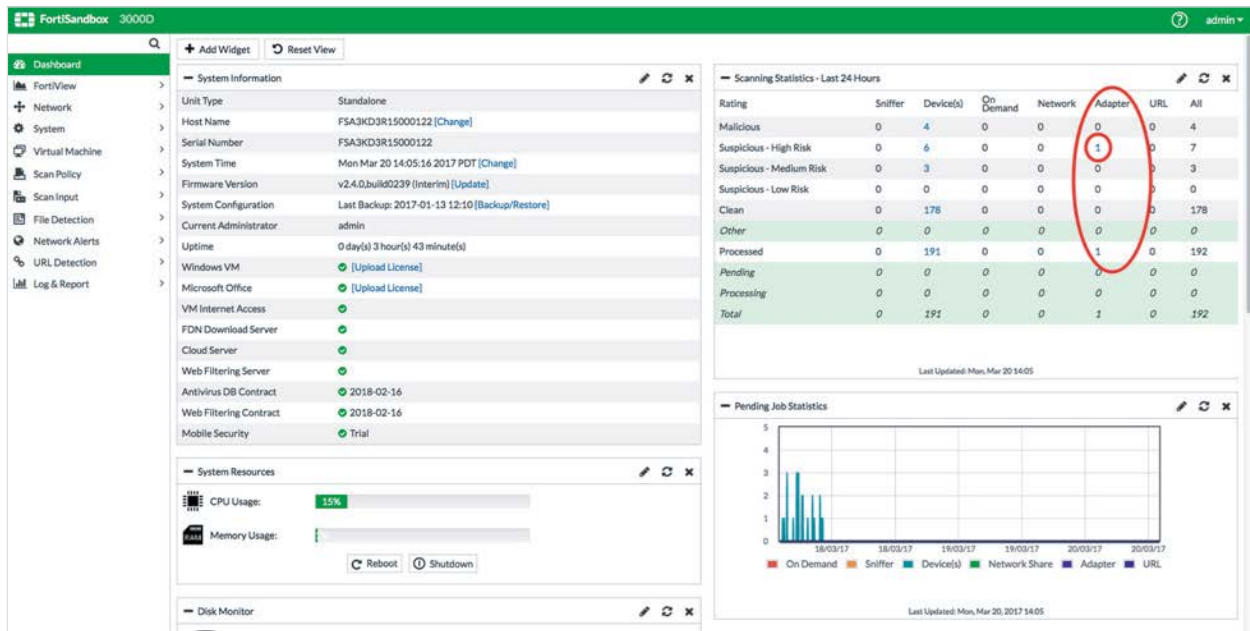 FortiSandbox 3000D
admin
Add Widget Reset View
Dashboard
FortiView
Network
System
Virtual Machine
Scan Policy
Scan Input
File Detection
Network Alerts
URL Detection
Log & Report
System Information
Unit Type Standalone
Host Name FSA3KD3R15000122 [Change]
Serial Number FSA3KD3R15000122
System Time Mon Mar 20 14:05:16 2017 PDT [Change]
Firmware Version v2.4.0,build0239 (Interim) [Update]
System Configuration Last Backup: 2017-01-13 12:10 [Backup/Restore]
Current Administrator admin
Uptime 0 day(s) 3 hour(s) 43 minute(s)
Windows VM [Upload License]
Microsoft Office [Upload License]
VM Internet Access
FDN Download Server
Cloud Server
Web Filtering Server
Antivirus DB Contract 2018-02-16
Web Filtering Contract 2018-02-16
Mobile Security Trial
System Resources
CPU Usage: 15%
RAM Memory Usage:
Reboot Shutdown
Disk Monitor
Scanning Statistics - Last 24 Hours
Rating Sniffer Device(s) On Demand Network Adapter URL All
Malicious 0 4 0 0 0 0 4
Suspicious - High Risk 0 6 0 0 1 0 7
Suspicious - Medium Risk 0 3 0 0 0 0 3
Suspicious - Low Risk 0 0 0 0 0 0 0
Clean 0 178 0 0 0 0 178
Other 0 0 0 0 0 0 0
Processed 0 191 0 0 1 0 192
Pending 0 0 0 0 0 0 0
Processing 0 0 0 0 0 0 0
Total 0 191 0 0 1 0 192
Last Updated: Mon, Mar 20 14:05
Pending Job Statistics
5
4
3
2
1
0
18/03/17 18/03/17 19/03/17 19/03/17 20/03/17 20/03/17
On Demand Sniffer Device(s) Network Share Adapter URL
Last Updated: Mon, Mar 20, 2017 14:05